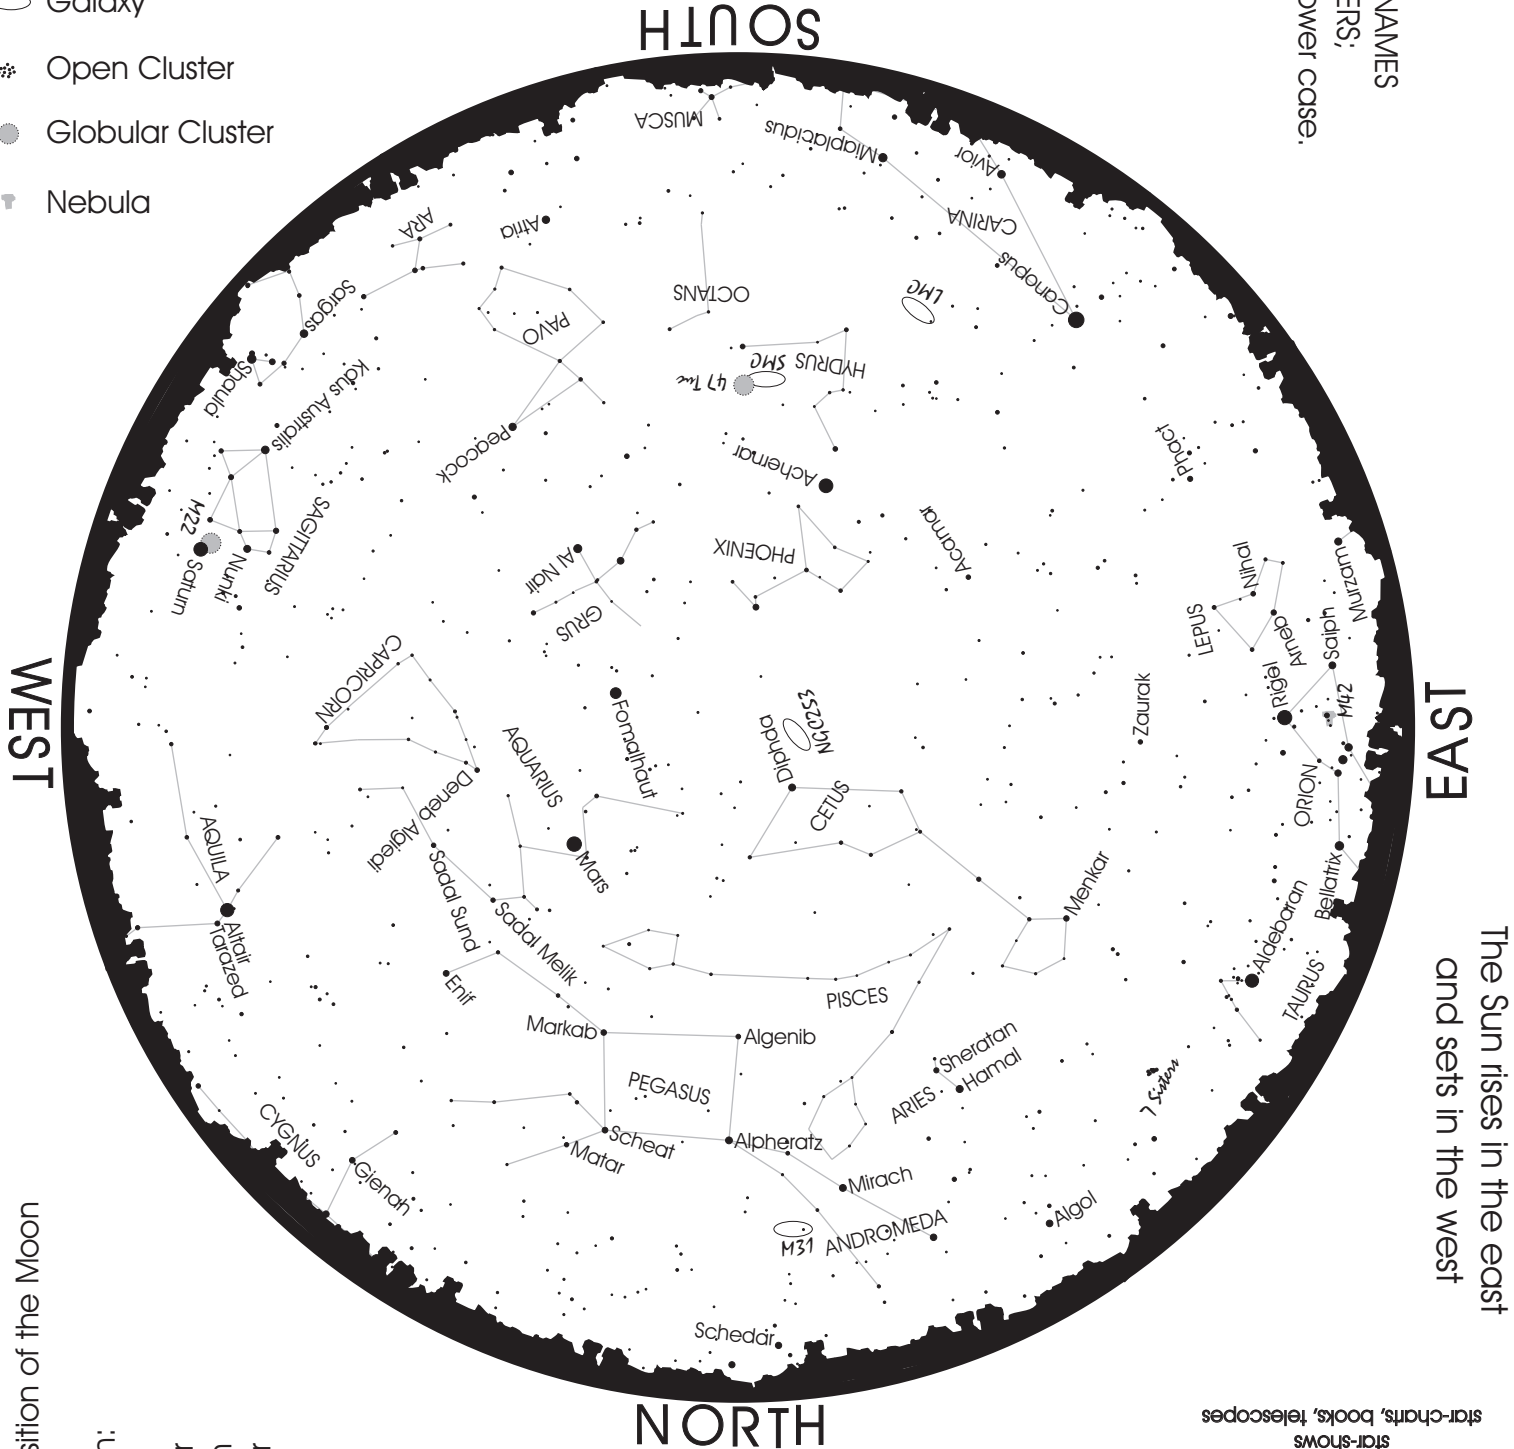 Galaxy
Open Cluster
Globular Cluster
Nebula
SOUTH
NAMES
ERS;
ower case.
MUSCA
Miaplacidus
Avior
CARINA
Canopus
ARA
Atria
OCTANS
LMC
Sargas
PAVO
SMC
HYDRUS
47 Tuc
Shaula
Kaus Australis
Peacock
Achernar
Phact
M22
SAGITTARIUS
Saturn
Nunki
Al Nair
GRUS
PHOENIX
Acamar
Nihal
LEPUS
Arneb
Murzam
Saiph
Rigel
M42
CAPRICORN
Fomalhaut
NGC253
Diphda
Zaurak
WEST
EAST
AQUARIUS
Deneb Algiedi
CETUS
ORION
AQUILA
Mars
Sadal Sund
Menkar
Bellatrix
Altair
Tarazed
Sadal Melik
Aldebaran
TAURUS
Enif
PISCES
Markab
Algenib
Sheratan
Hamal
ARIES
PEGASUS
7 Sisters
CYGNUS
Gienah
Scheat
Alpheratz
Matar
Mirach
Algol
M31
ANDROMEDA
Schedar
NORTH
The Sun rises in the east
and sets in the west
sition of the Moon
n:
r
n
r
star-shows
star-charts, books, telescopes